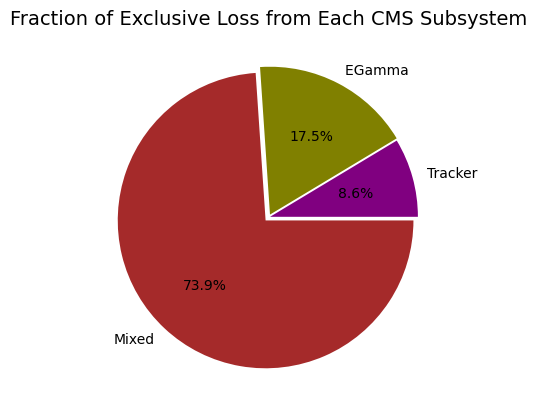 Fraction of Exclusive Loss from Each CMS Subsystem
EGamma
17.5%
Tracker
8.6%
73.9%
Mixed